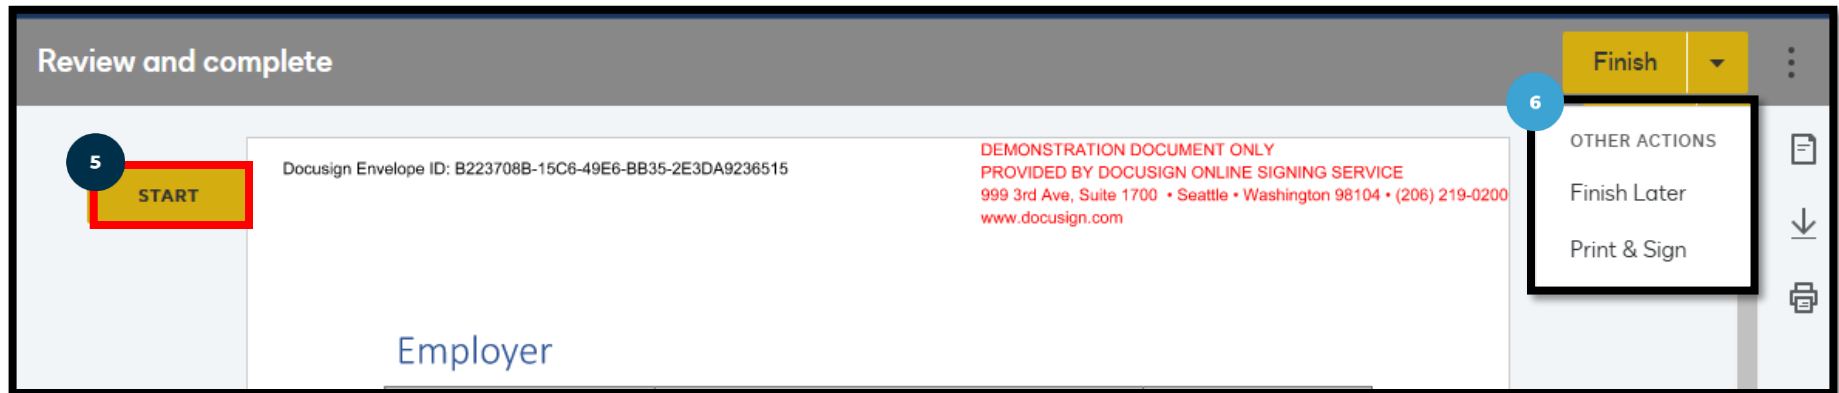 Review and complete
Finish
6
OTHER ACTIONS
Finish Later
Print & Sign
5
START
Docusign Envelope ID: B223708B-15C6-49E6-BB35-2E3DA9236515
DEMONSTRATION DOCUMENT ONLY
PROVIDED BY DOCUSIGN ONLINE SIGNING SERVICE
999 3rd Ave, Suite 1700 • Seattle • Washington 98104 • (206) 219-0200
www.docusign.com
Employer